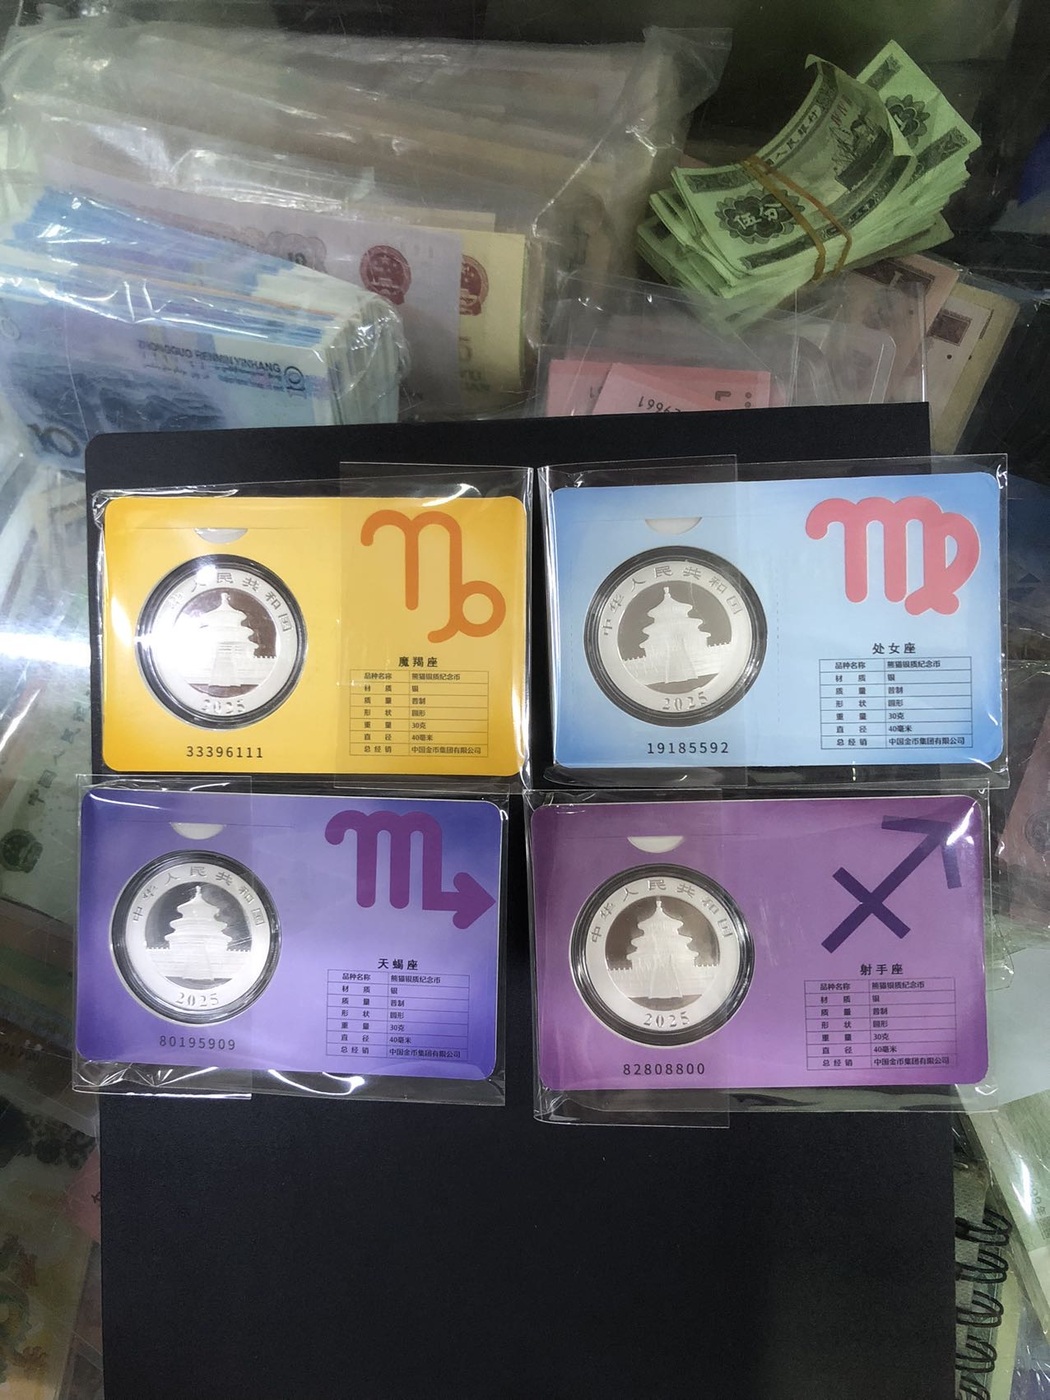 中国人民银行
伍分
ZHONGGUO RENMIN YINHANG
10
19667
中华人民共和国
2025
33396111
魔羯座
品种名称 熊猫银质纪念币
材 质 银
质 量 普制
形 状 圆形
重 量 30克
直 径 40毫米
总 经 销 中国金币集团有限公司
中华人民共和国
2025
19185592
处女座
品种名称 熊猫银质纪念币
材 质 银
质 量 普制
形 状 圆形
重 量 30克
直 径 40毫米
总 经 销 中国金币集团有限公司
中华人民共和国
2025
80195909
天蝎座
品种名称 熊猫银质纪念币
材 质 银
质 量 普制
形 状 圆形
重 量 30克
直 径 40毫米
总 经 销 中国金币集团有限公司
中华人民共和国
2025
82808800
射手座
品种名称 熊猫银质纪念币
材 质 银
质 量 普制
形 状 圆形
重 量 30克
直 径 40毫米
总 经 销 中国金币集团有限公司